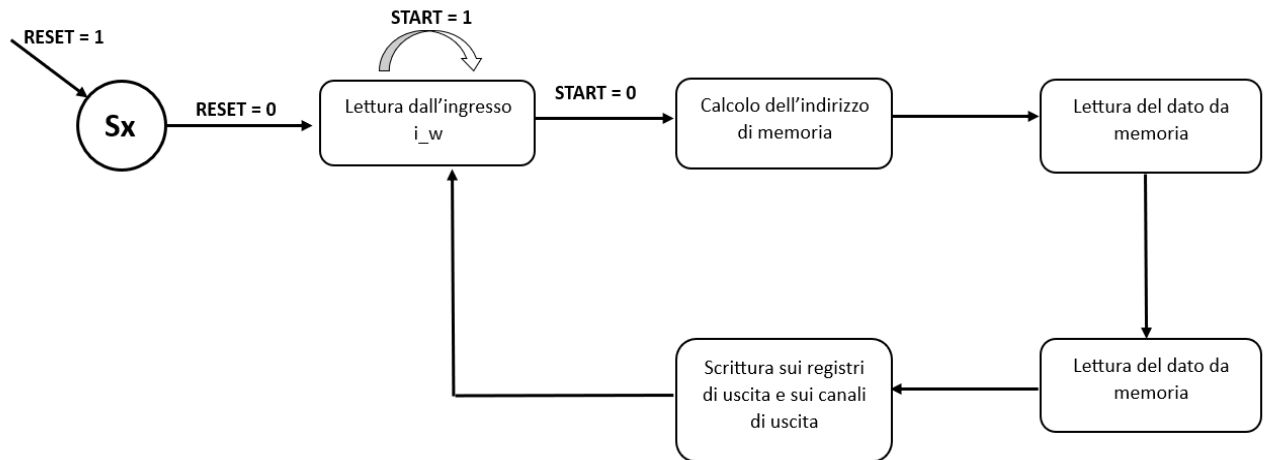 START = 1
RESET = 1
Sx
RESET = 0
Lettura dall'ingresso
i_w
START = 0
Calcolo dell'indirizzo
di memoria
Lettura del dato da
memoria
Lettura del dato da
memoria
Scrittura sui registri
di uscita e sui canali
di uscita